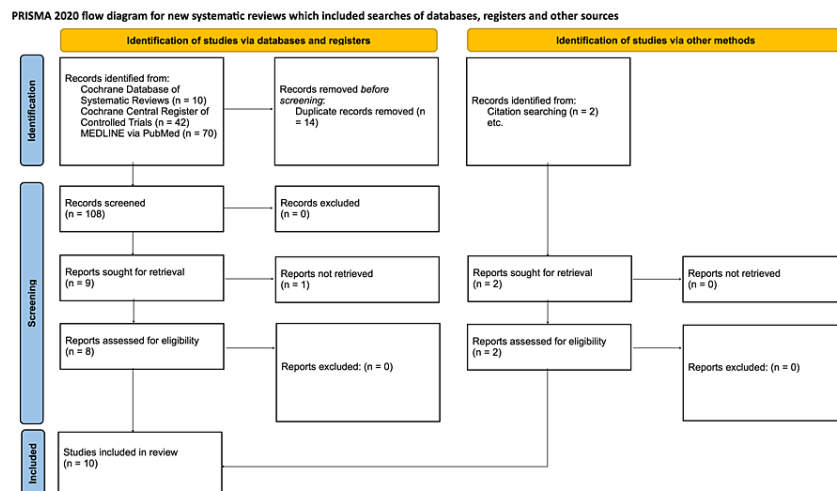 PRISMA 2020 flow diagram for new systematic reviews which included searches of databases, registers and other sources
Identification of studies via databases and registers
Identification of studies via other methods
Identification
Records identified from:
Cochrane Database of
Systematic Reviews (n = 10)
Cochrane Central Register of
Controlled Trials (n = 42)
MEDLINE via PubMed (n = 70)
Records removed before
screening:
Duplicate records removed (n
= 14)
Records identified from:
Citation searching (n = 2)
etc.
Screening
Records screened
(n = 108)
Records excluded
(n = 0)
Reports sought for retrieval
(n = 9)
Reports not retrieved
(n = 1)
Reports sought for retrieval
(n = 2)
Reports not retrieved
(n = 0)
Reports assessed for eligibility
(n = 8)
Reports excluded: (n = 0)
Reports assessed for eligibility
(n = 2)
Reports excluded: (n = 0)
Included
Studies included in review
(n = 10)